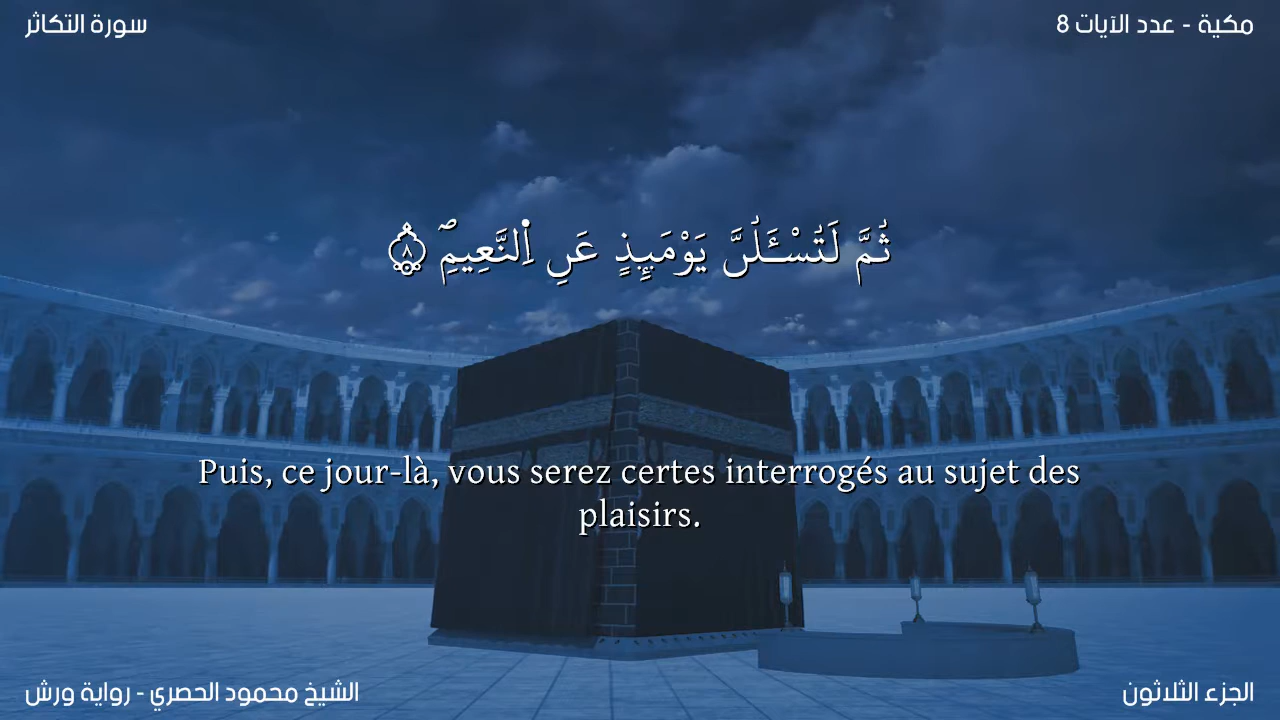 سورة التكاثر
مكية - عدد الآيات 8
ثُمَّ لَتُسْـَٔلُنَّ يَوْمَئِذٍ عَنِ اِ۬لنَّعِيمِۖ ٨
Puis, ce jour-là, vous serez certes interrogés au sujet des
plaisirs.
الشيخ محمود الحصري - رواية ورش
الجزء الثلاثون